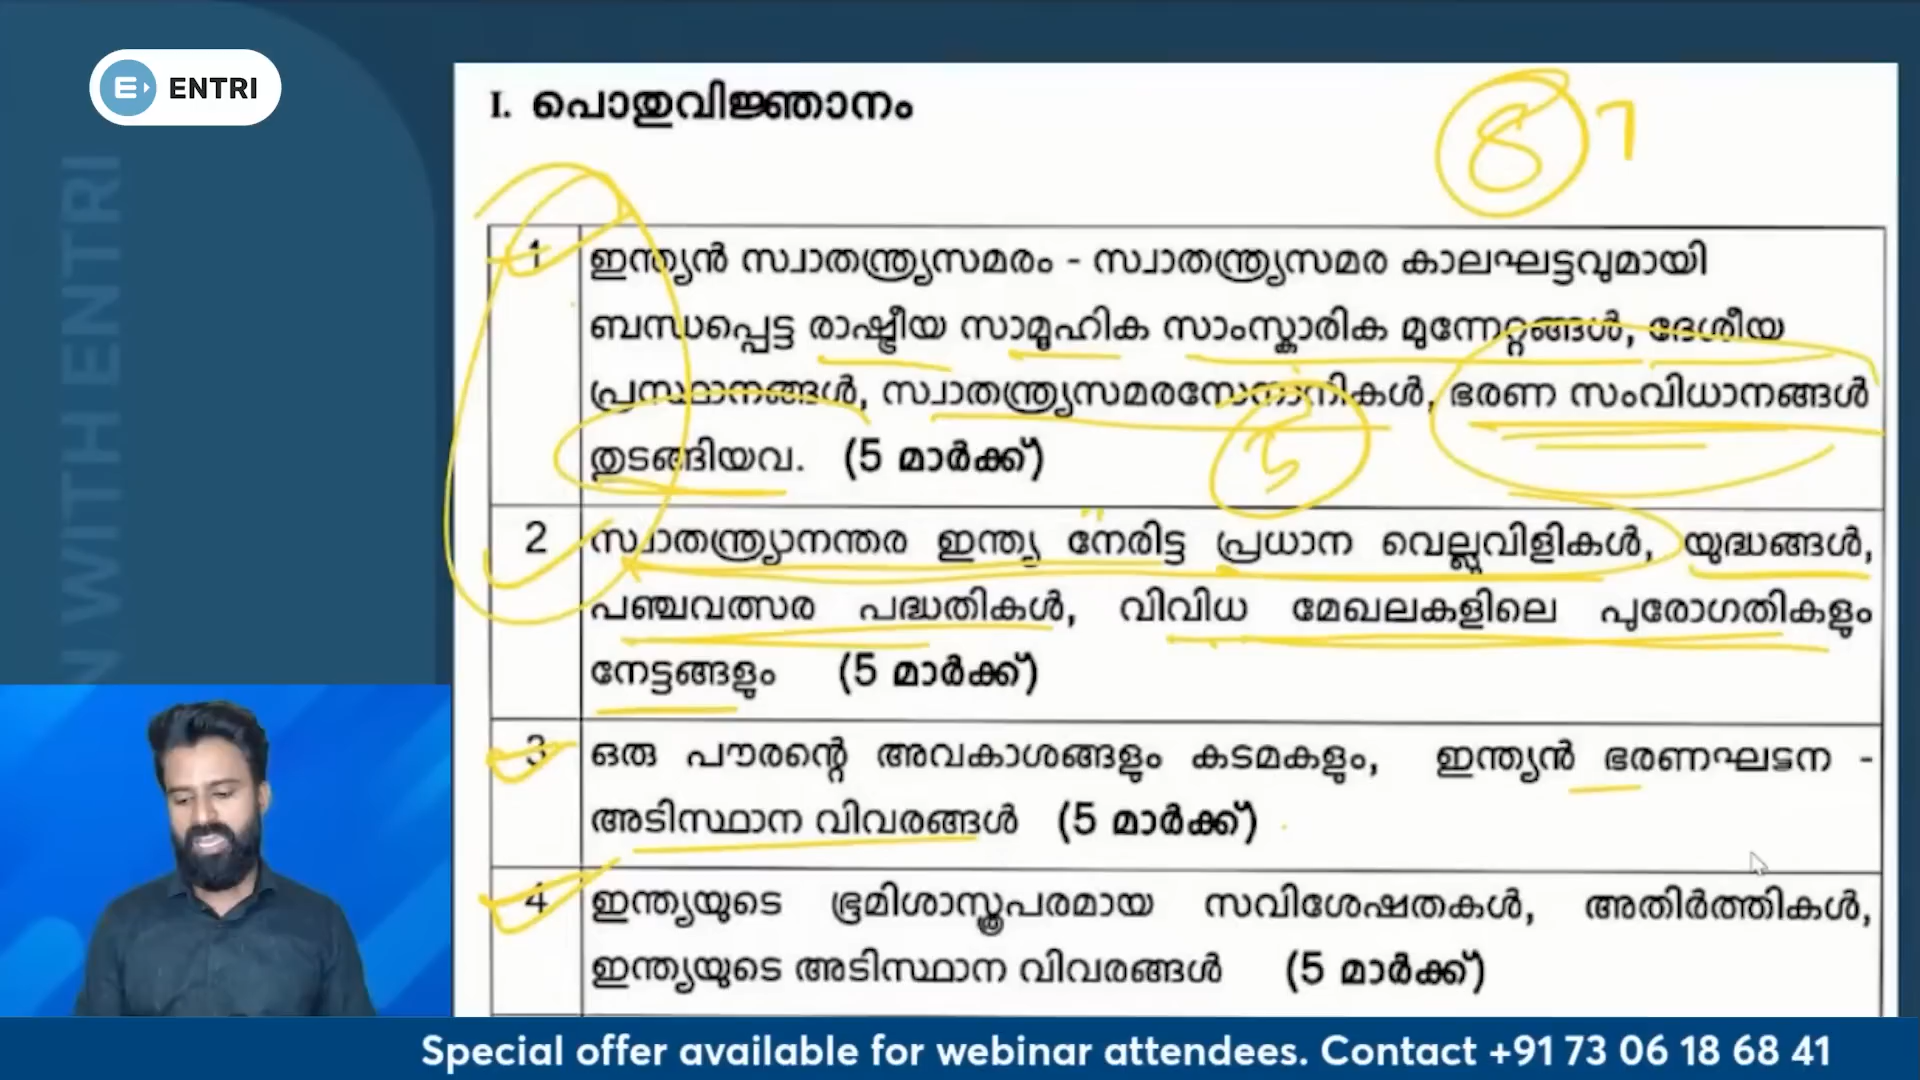 ENTRI
N WITH ENTRI
I. പൊതുവിജ്ഞാനം
8 7
1 ഇന്ത്യൻ സ്വാതന്ത്ര്യസമരം - സ്വാതന്ത്ര്യസമര കാലഘട്ടവുമായി
ബന്ധപ്പെട്ട രാഷ്ട്രീയ സാമൂഹിക സാംസ്കാരിക മുന്നേറ്റങ്ങൾ, ദേശീയ
പ്രസ്ഥാനങ്ങൾ, സ്വാതന്ത്ര്യസമരസേനാനികൾ, ഭരണ സംവിധാനങ്ങൾ
തുടങ്ങിയവ. (5 മാർക്ക്)
2 സ്വാതന്ത്ര്യാനന്തര ഇന്ത്യ നേരിട്ട പ്രധാന വെല്ലുവിളികൾ, യുദ്ധങ്ങൾ,
പഞ്ചവത്സര പദ്ധതികൾ, വിവിധ മേഖലകളിലെ പുരോഗതികളും
നേട്ടങ്ങളും (5 മാർക്ക്)
3 ഒരു പൗരന്റെ അവകാശങ്ങളും കടമകളും, ഇന്ത്യൻ ഭരണഘടന -
അടിസ്ഥാന വിവരങ്ങൾ (5 മാർക്ക്)
4 ഇന്ത്യയുടെ ഭൂമിശാസ്ത്രപരമായ സവിശേഷതകൾ, അതിർത്തികൾ,
ഇന്ത്യയുടെ അടിസ്ഥാന വിവരങ്ങൾ (5 മാർക്ക്)
Special offer available for webinar attendees. Contact +91 73 06 18 68 41